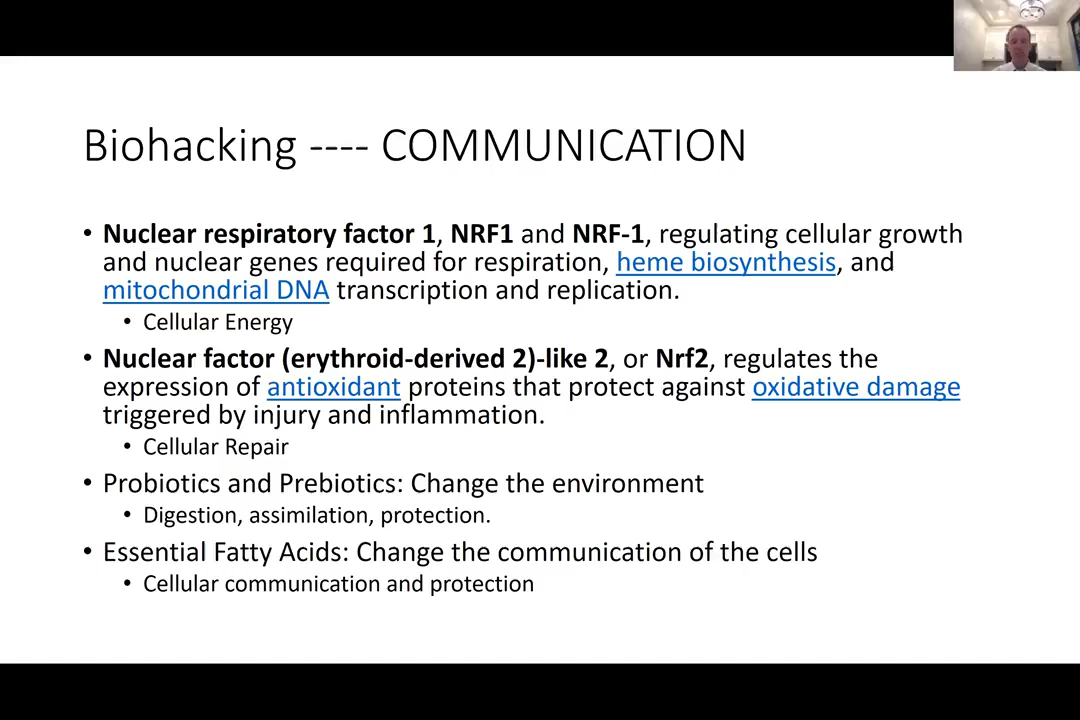 Biohacking ---- COMMUNICATION
• Nuclear respiratory factor 1, NRF1 and NRF-1, regulating cellular growth
and nuclear genes required for respiration, heme biosynthesis, and
mitochondrial DNA transcription and replication.
• Cellular Energy
• Nuclear factor (erythroid-derived 2)-like 2, or Nrf2, regulates the
expression of antioxidant proteins that protect against oxidative damage
triggered by injury and inflammation.
• Cellular Repair
• Probiotics and Prebiotics: Change the environment
• Digestion, assimilation, protection.
• Essential Fatty Acids: Change the communication of the cells
• Cellular communication and protection